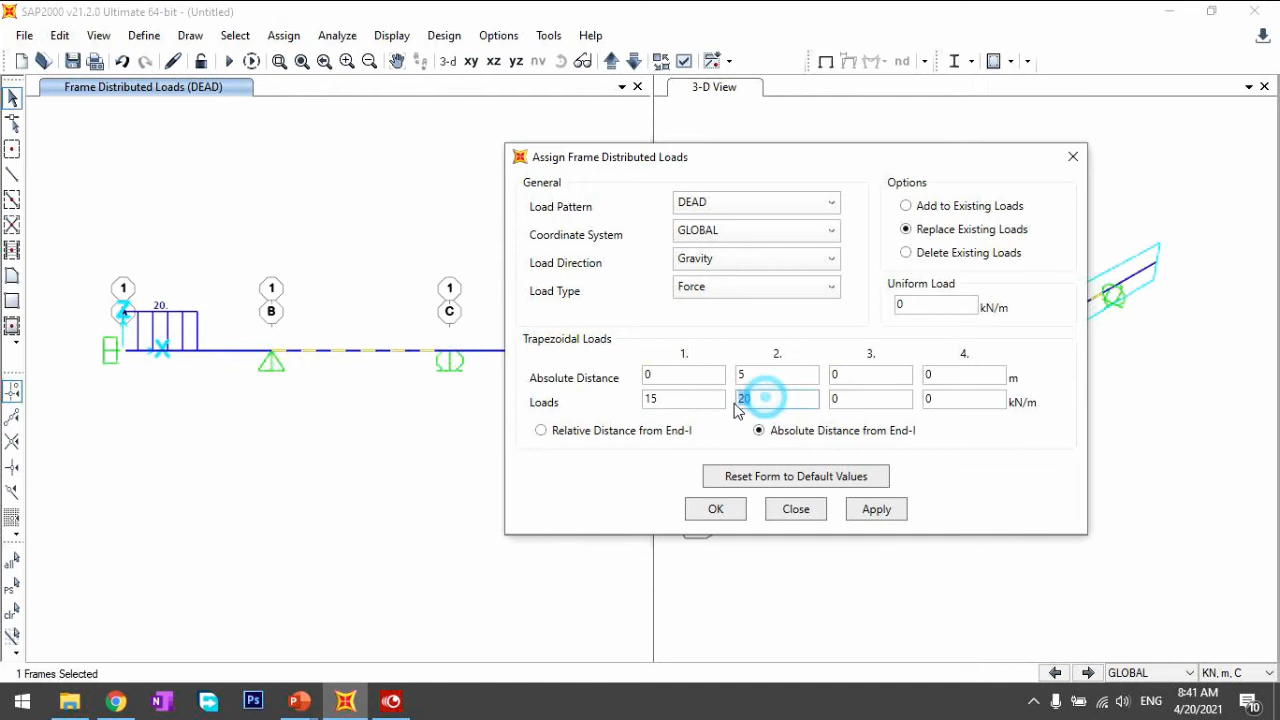 SAP2000 v21.2.0 Ultimate 64-bit - (Untitled)
File Edit View Define Draw Select Assign Analyze Display Design Options Tools Help
3-d xy xz yz nv nd
Frame Distributed Loads (DEAD)
3-D View
Assign Frame Distributed Loads
General
Load Pattern DEAD
Coordinate System GLOBAL
Load Direction Gravity
Load Type Force
Options
Add to Existing Loads
Replace Existing Loads
Delete Existing Loads
Uniform Load
0 kN/m
Trapezoidal Loads
1. 2. 3. 4.
Absolute Distance 0 5 0 0 m
Loads 15 20 0 0 kN/m
Relative Distance from End-I Absolute Distance from End-I
Reset Form to Default Values
OK Close Apply
1 1 1
B C
20.
Z
X
all
PS
clr
1 Frames Selected
GLOBAL KN, m, C
Ps
ENG
8:41 AM
4/20/2021
10